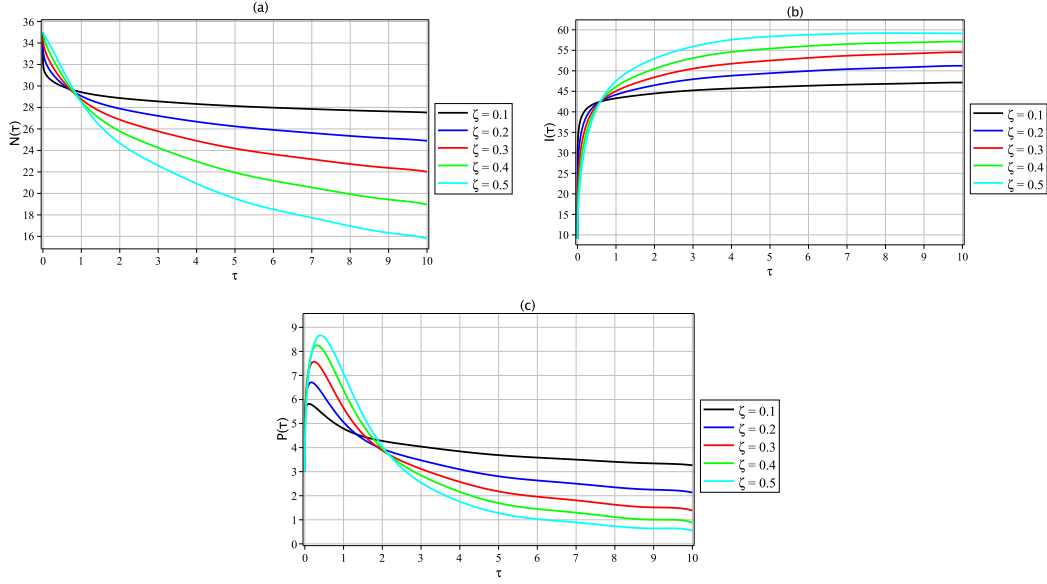 (a)
36
34
32
30
28
26
24
22
20
18
16
N(τ)
0 1 2 3 4 5 6 7 8 9 10
τ
ζ = 0.1
ζ = 0.2
ζ = 0.3
ζ = 0.4
ζ = 0.5
(b)
60
55
50
45
40
35
30
25
20
15
10
I(τ)
0 1 2 3 4 5 6 7 8 9 10
τ
ζ = 0.1
ζ = 0.2
ζ = 0.3
ζ = 0.4
ζ = 0.5
(c)
9
8
7
6
5
4
3
2
1
0
P(τ)
0 1 2 3 4 5 6 7 8 9 10
τ
ζ = 0.1
ζ = 0.2
ζ = 0.3
ζ = 0.4
ζ = 0.5